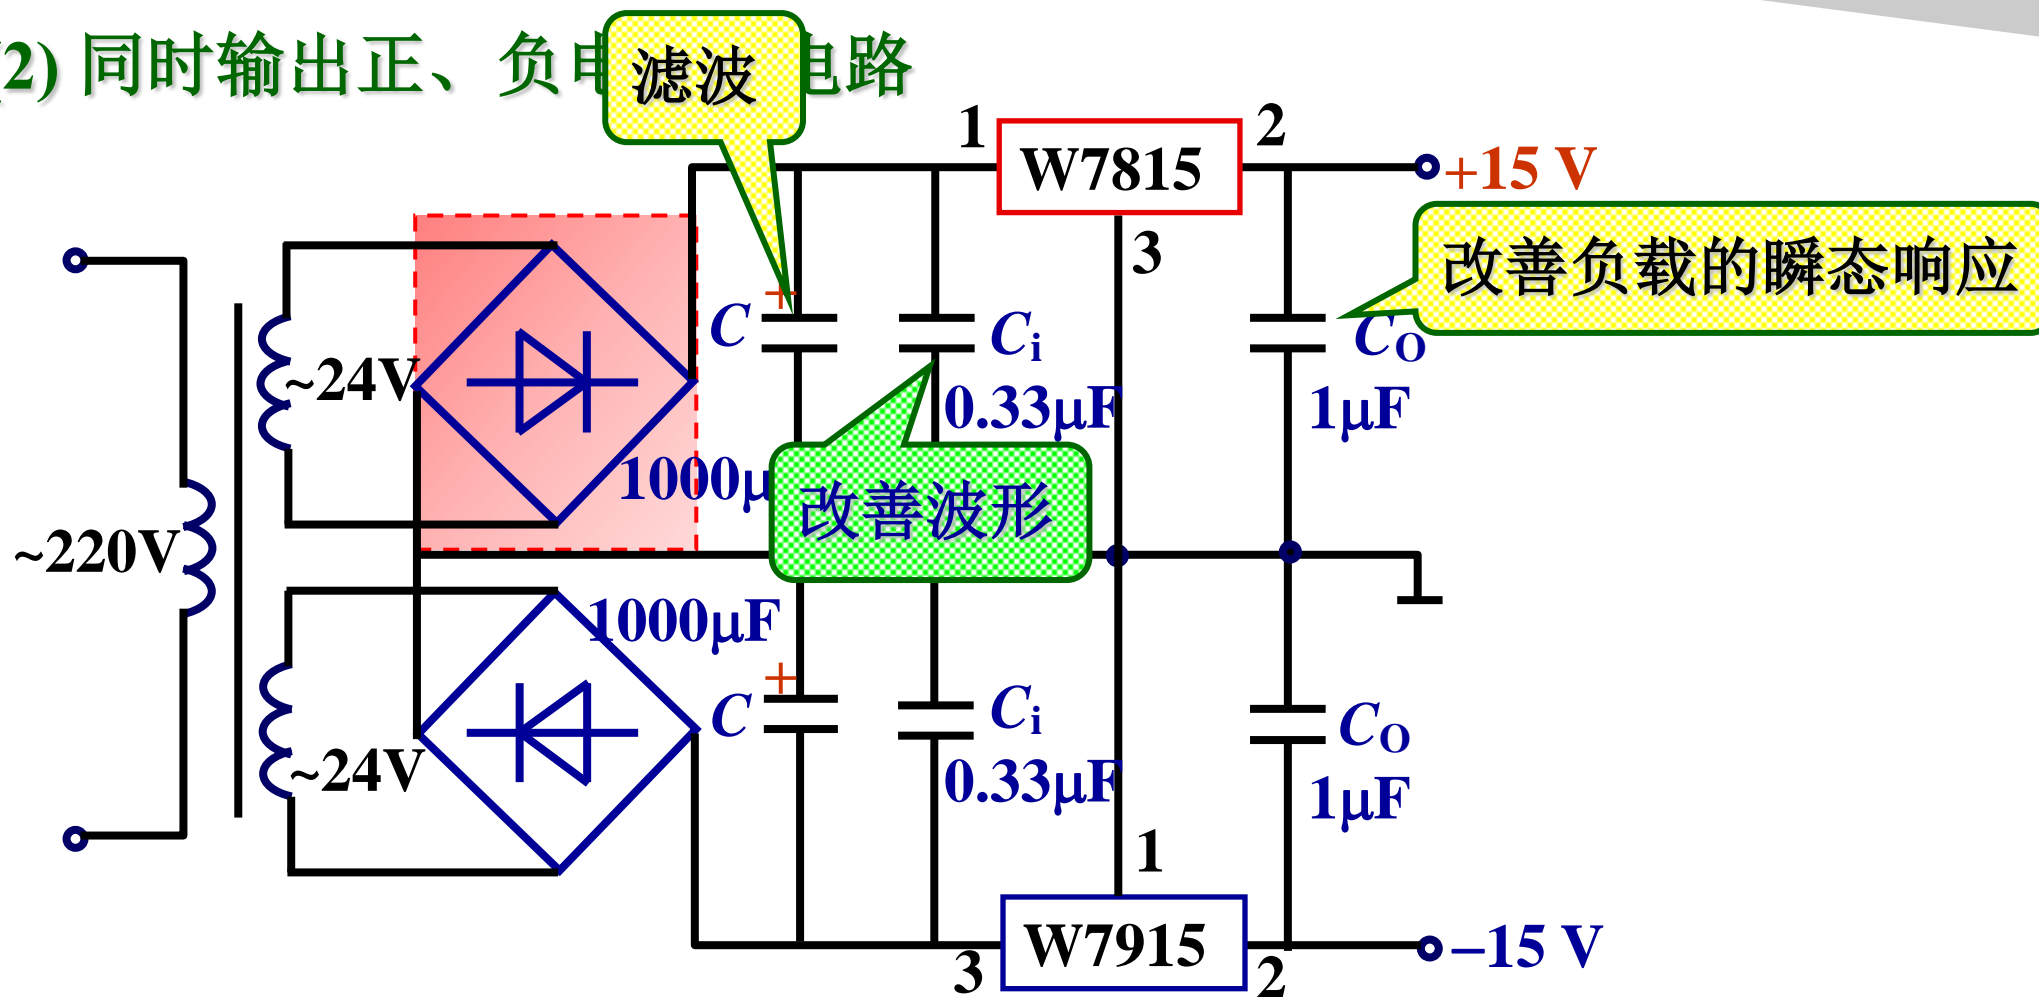 2) 同时输出正、负电 电路
滤波
1
W7815
2
+15 V
3
改善负载的瞬态响应
C
+
Ci
CO
~24V
0.33μF
1μF
1000μ
改善波形
~220V
1000μF
+
C
Ci
CO
~24V
0.33μF
1μF
1
W7915
3
2
–15 V